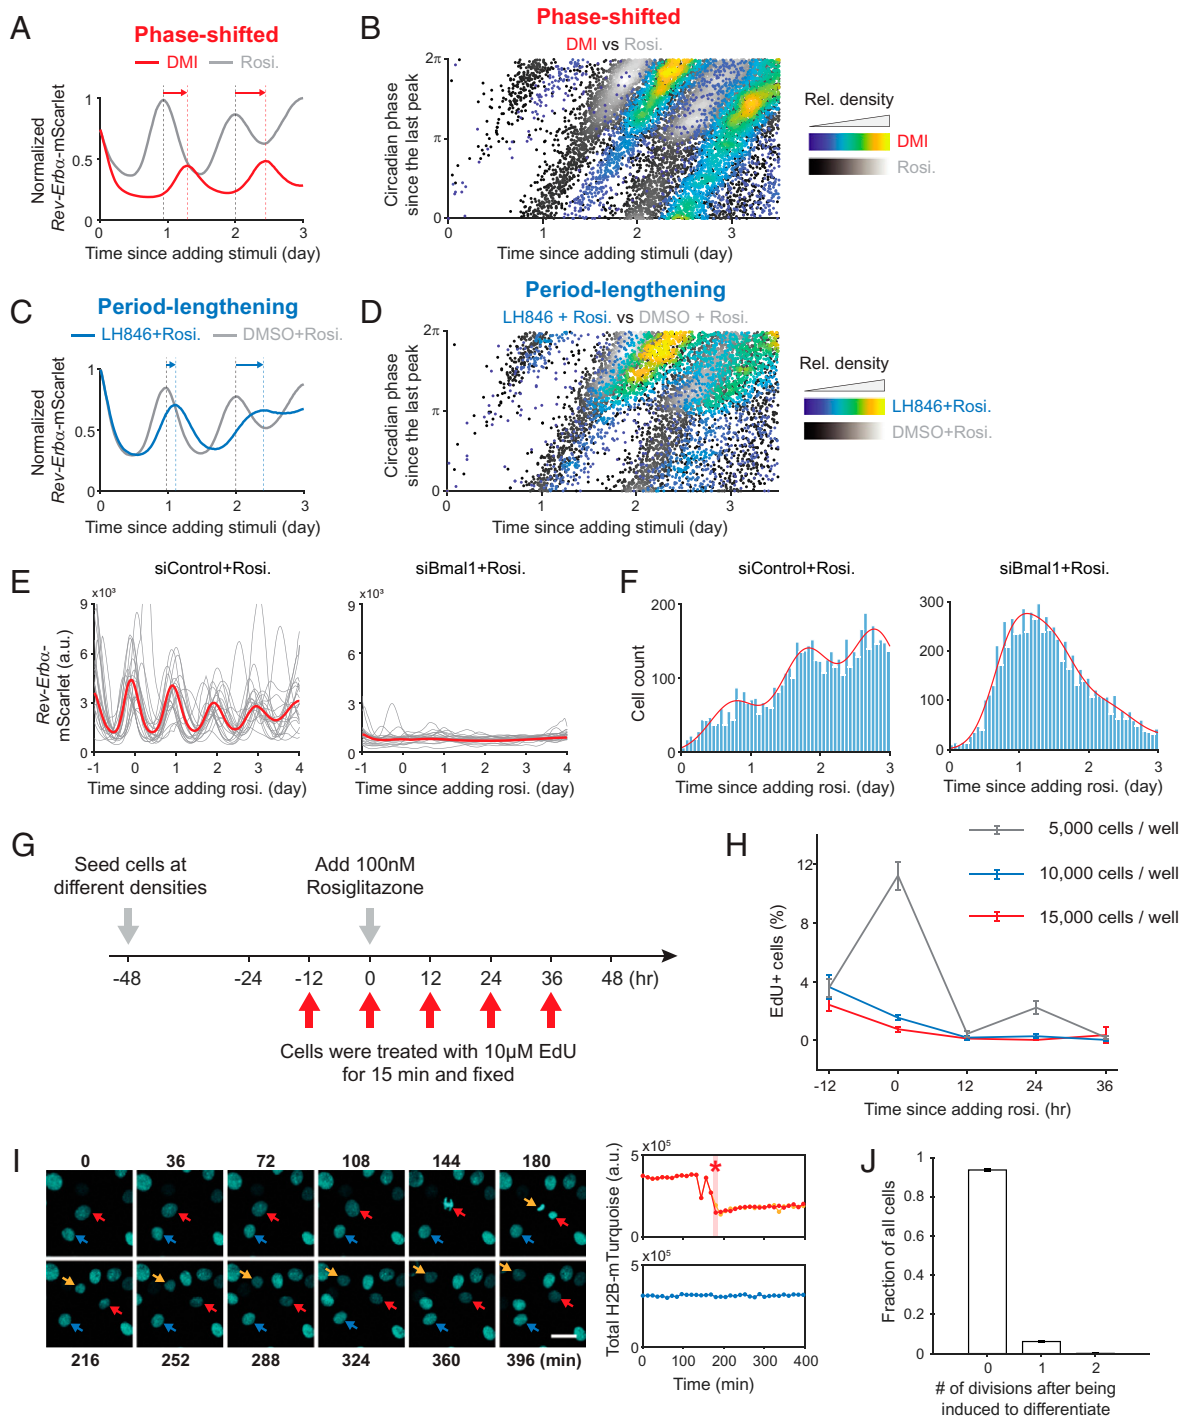 A
Phase-shifted
DMI Rosi.
Normalized
Rev-Erbα-mScarlet
1
0.5
0
0 1 2 3
Time since adding stimuli (day)
B
Phase-shifted
DMI vs Rosi.
Circadian phase
since the last peak
2π
π
0
0 1 2 3
Time since adding stimuli (day)
Rel. density
DMI
Rosi.
C
Period-lengthening
LH846+Rosi. DMSO+Rosi.
Normalized
Rev-Erbα-mScarlet
1
0.5
0
0 1 2 3
Time since adding stimuli (day)
D
Period-lengthening
LH846 + Rosi. vs DMSO + Rosi.
Circadian phase
since the last peak
2π
π
0
0 1 2 3
Time since adding stimuli (day)
Rel. density
LH846+Rosi.
DMSO+Rosi.
E
siControl+Rosi.
x10³
Rev-Erbα-
mScarlet (a.u.)
9
6
3
0
-1 0 1 2 3 4
Time since adding rosi. (day)
siBmal1+Rosi.
x10³
9
6
3
0
-1 0 1 2 3 4
Time since adding rosi. (day)
F
siControl+Rosi.
Cell count
200
100
0
0 1 2 3
Time since adding rosi. (day)
siBmal1+Rosi.
300
200
100
0
0 1 2 3
Time since adding rosi. (day)
G
Seed cells at
different densities
Add 100nM
Rosiglitazone
-48 -24 -12 0 12 24 36 48 (hr)
Cells were treated with 10μM EdU
for 15 min and fixed
H
5,000 cells / well
10,000 cells / well
15,000 cells / well
EdU+ cells (%)
12
8
4
0
-12 0 12 24 36
Time since adding rosi. (hr)
I
0 36 72 108 144 180
216 252 288 324 360 396 (min)
Total H2B-mTurquoise (a.u.)
x10⁵
5
*
0
x10⁵
5
0
0 100 200 300 400
Time (min)
J
Fraction of all cells
1
0.8
0.6
0.4
0.2
0
0 1 2
# of divisions after being
induced to differentiate